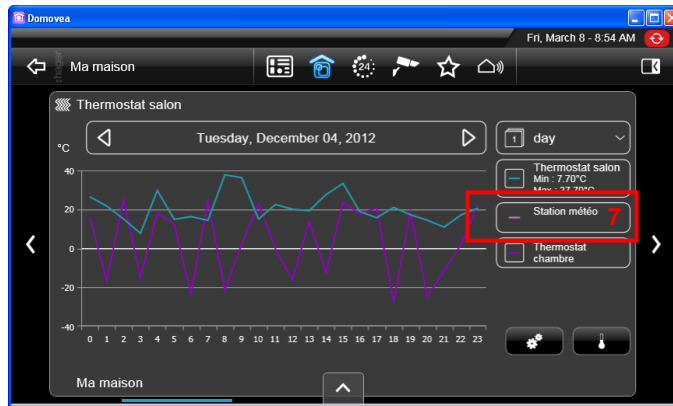 Domovea
Fri, March 8 - 8:54 AM
:hager
Ma maison
24
Thermostat salon
°C
Tuesday, December 04, 2012
1
day
40
20
0
-20
-40
0 1 2 3 4 5 6 7 8 9 10 11 12 13 14 15 16 17 18 19 20 21 22 23
Thermostat salon
Min : 7.70°C
Max : 37.70°C
Station météo
7
Thermostat
chambre
Ma maison